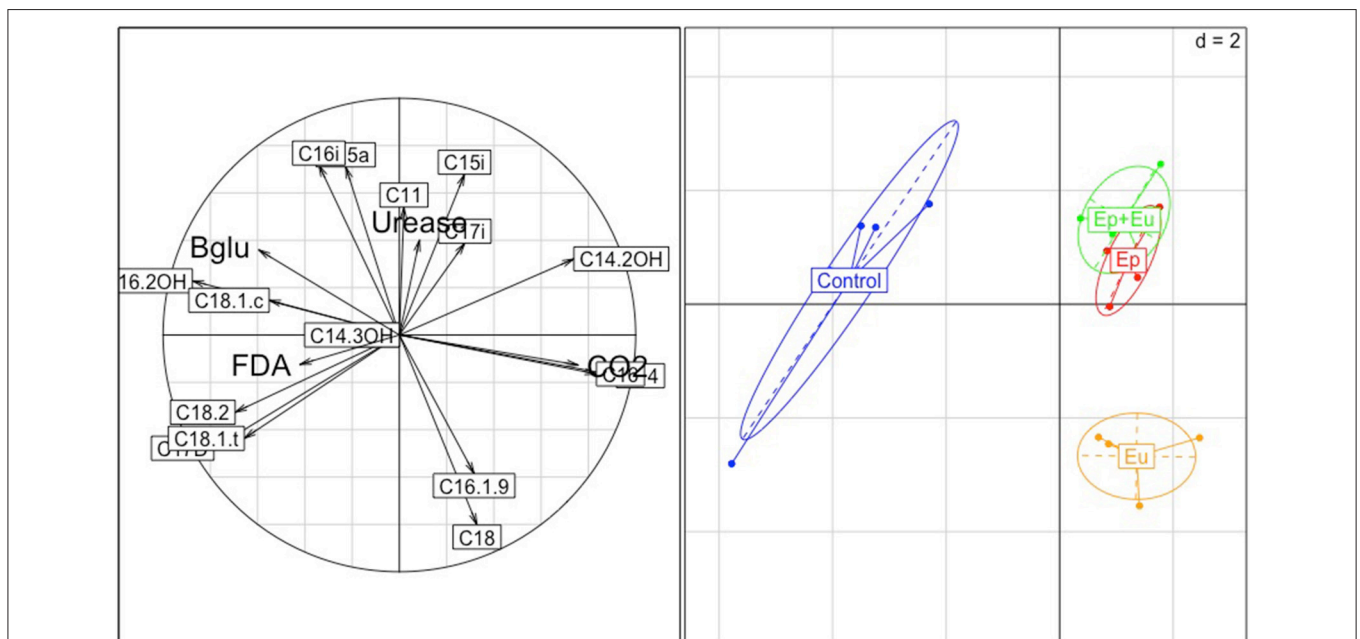 d = 2
C16i
5a
C15i
C11
Urease
C17i
Bglu
C14.2OH
16.2OH
C18.1.c
C14.3OH
FDA
CO2
4
C18.2
C18.1.t
C16.1.9
C18
Ep+Eu
Ep
Control
Eu